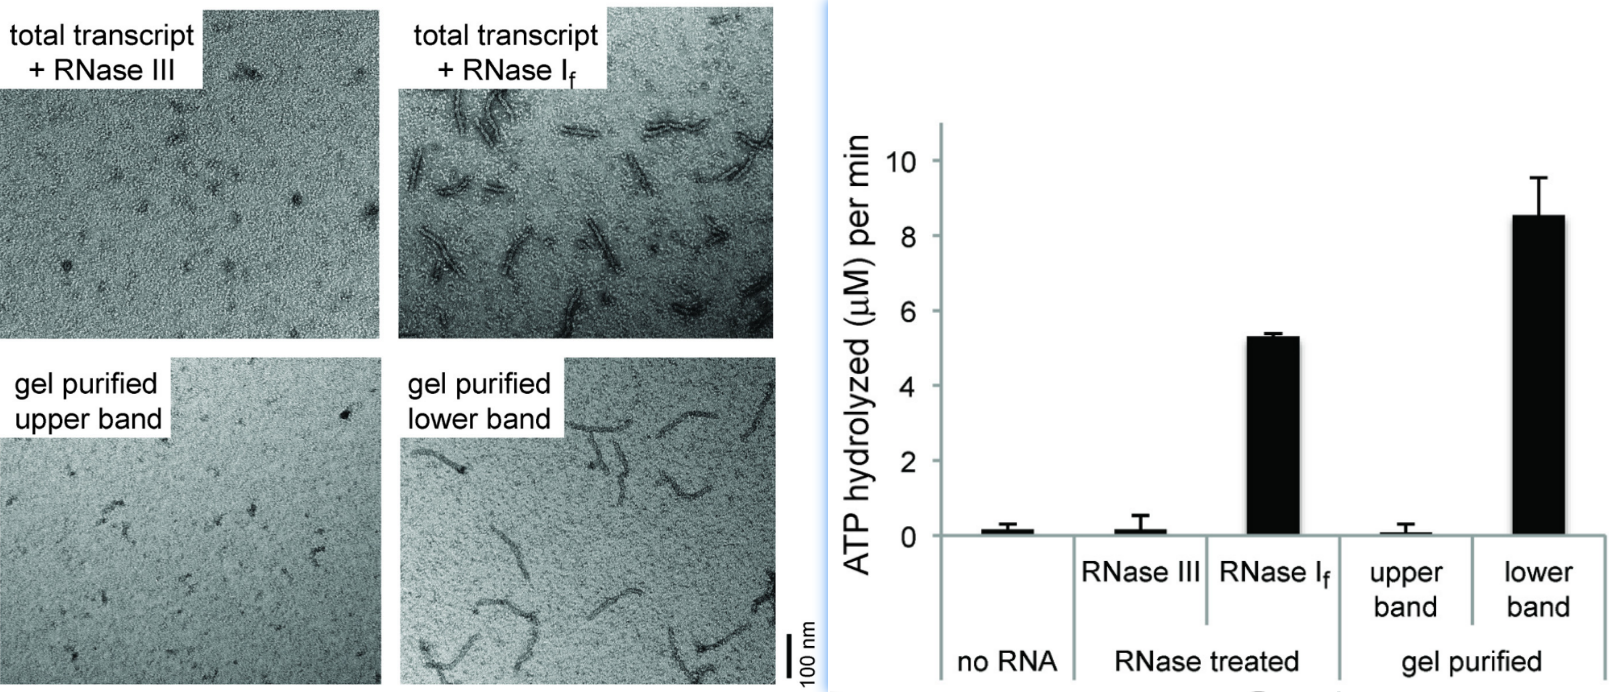 total transcript
+ RNase III
total transcript
+ RNase If
gel purified
upper band
gel purified
lower band
100 nm
ATP hydrolyzed (μM) per min
10
8
6
4
2
0
RNase III
RNase If
upper
band
lower
band
no RNA
RNase treated
gel purified